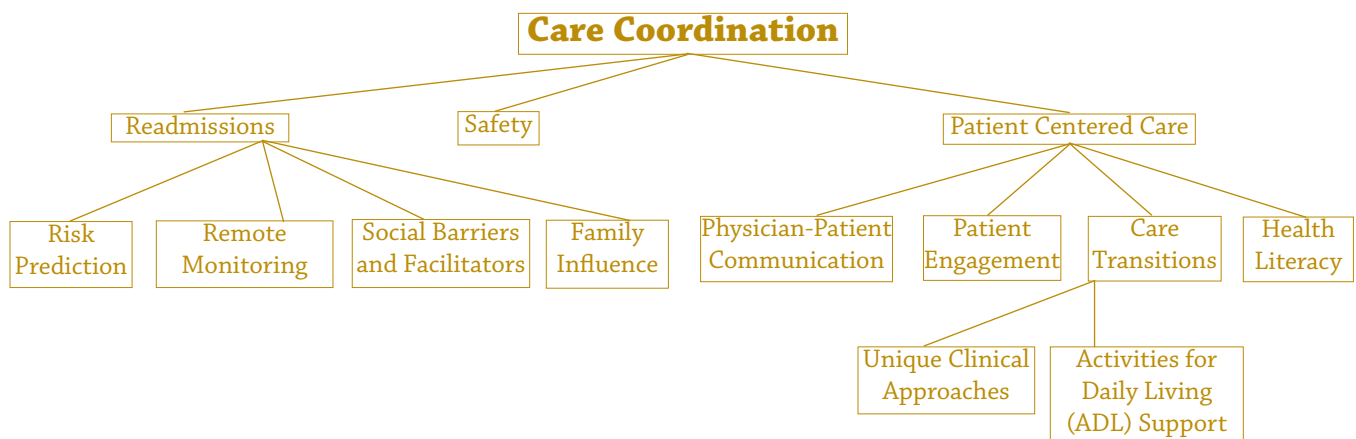 Care Coordination
Readmissions
Safety
Patient Centered Care
Risk
Prediction
Remote
Monitoring
Social Barriers
and Facilitators
Family
Influence
Physician-Patient
Communication
Patient
Engagement
Care
Transitions
Health
Literacy
Unique Clinical
Approaches
Activities for
Daily Living
(ADL) Support